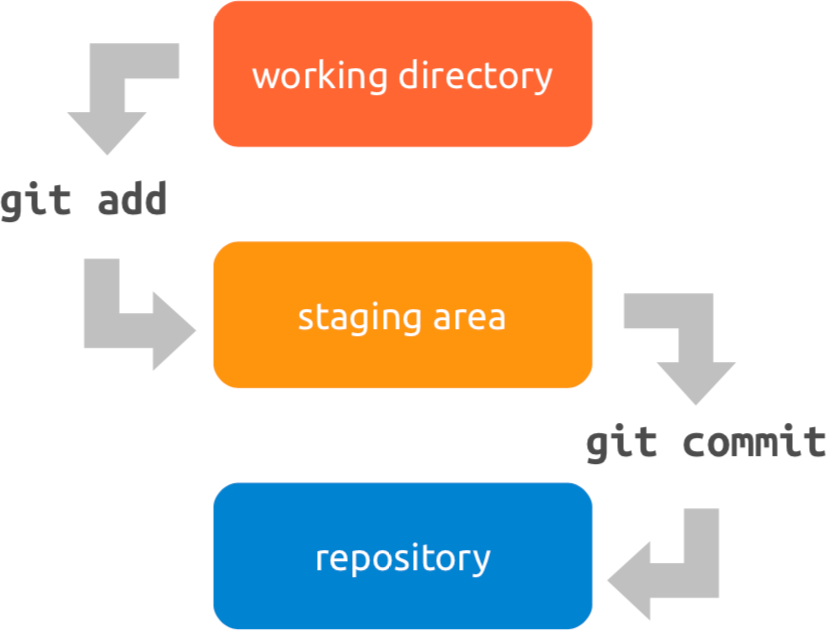 working directory
git add
staging area
git commit
repository